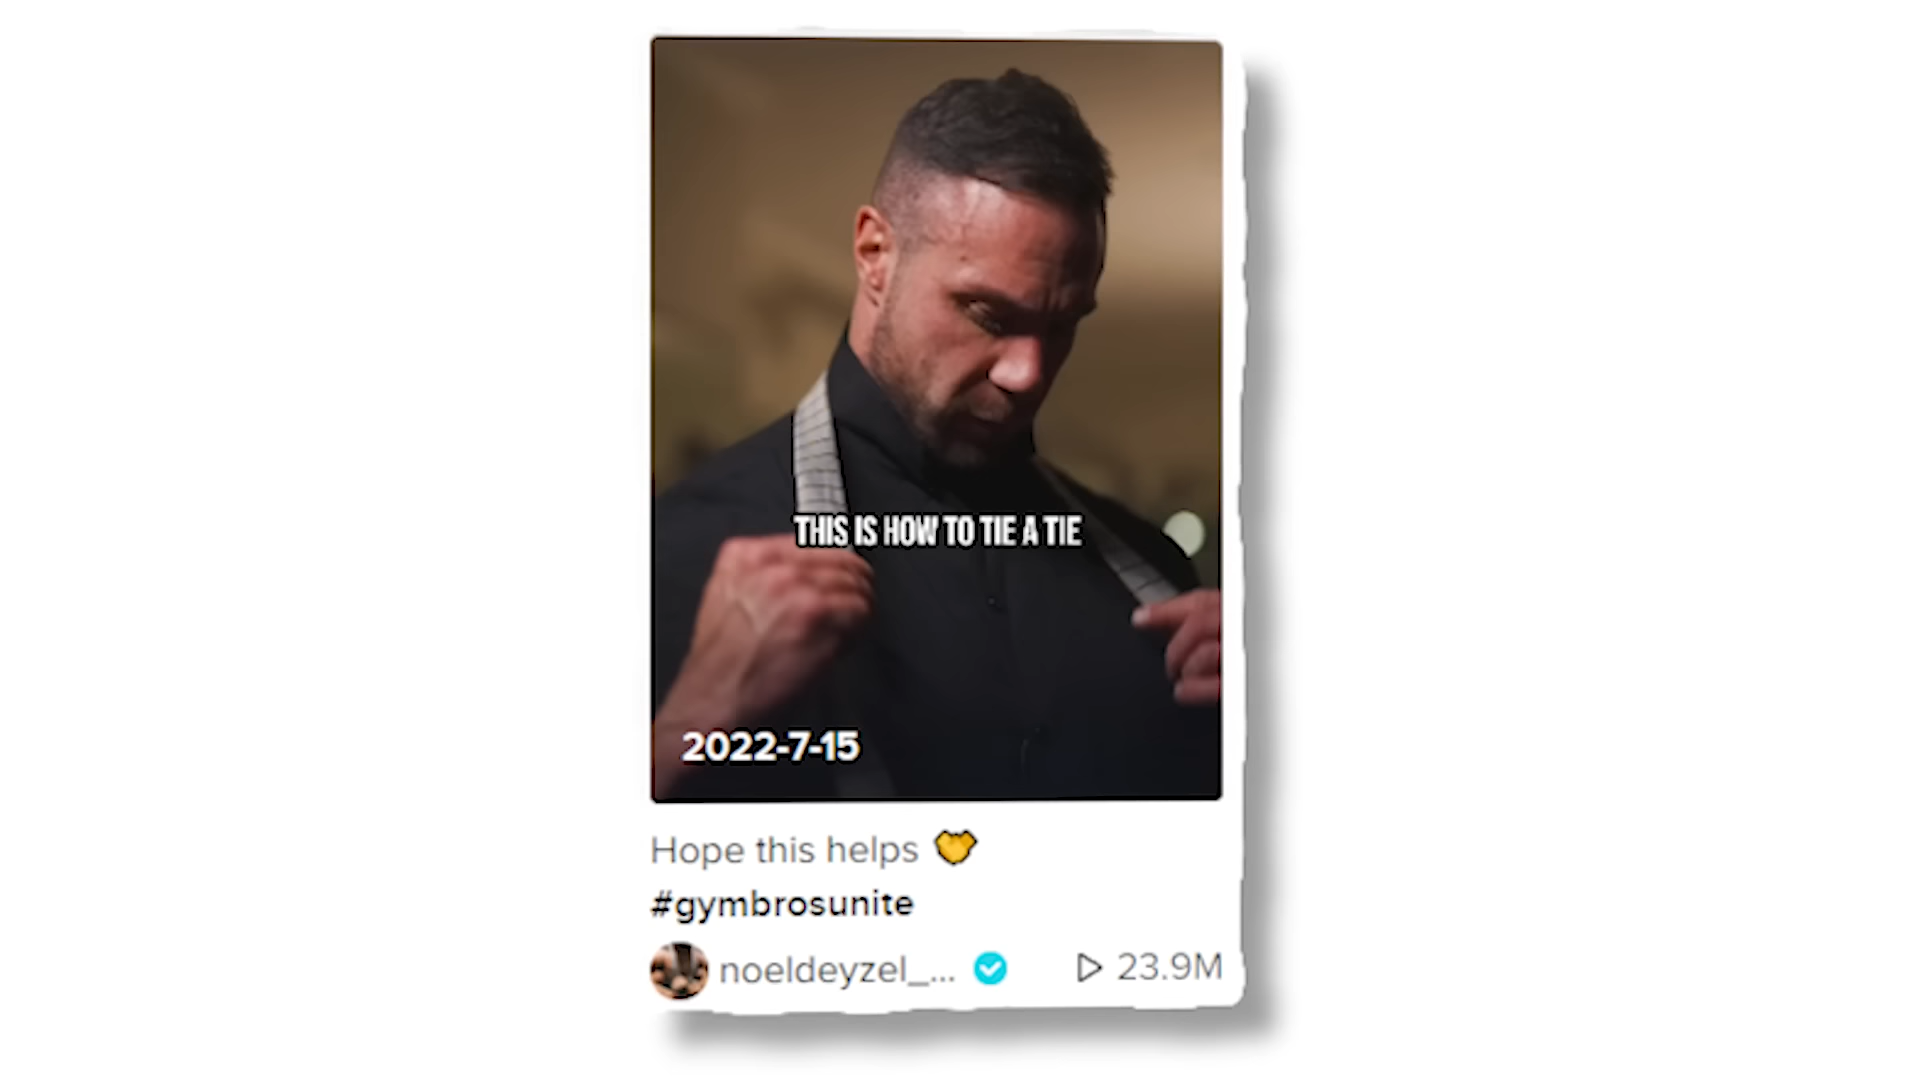 THIS IS HOW TO TIE A TIE
2022-7-15
Hope this helps
#gymbrosunite
noeldeyzel_... 23.9M